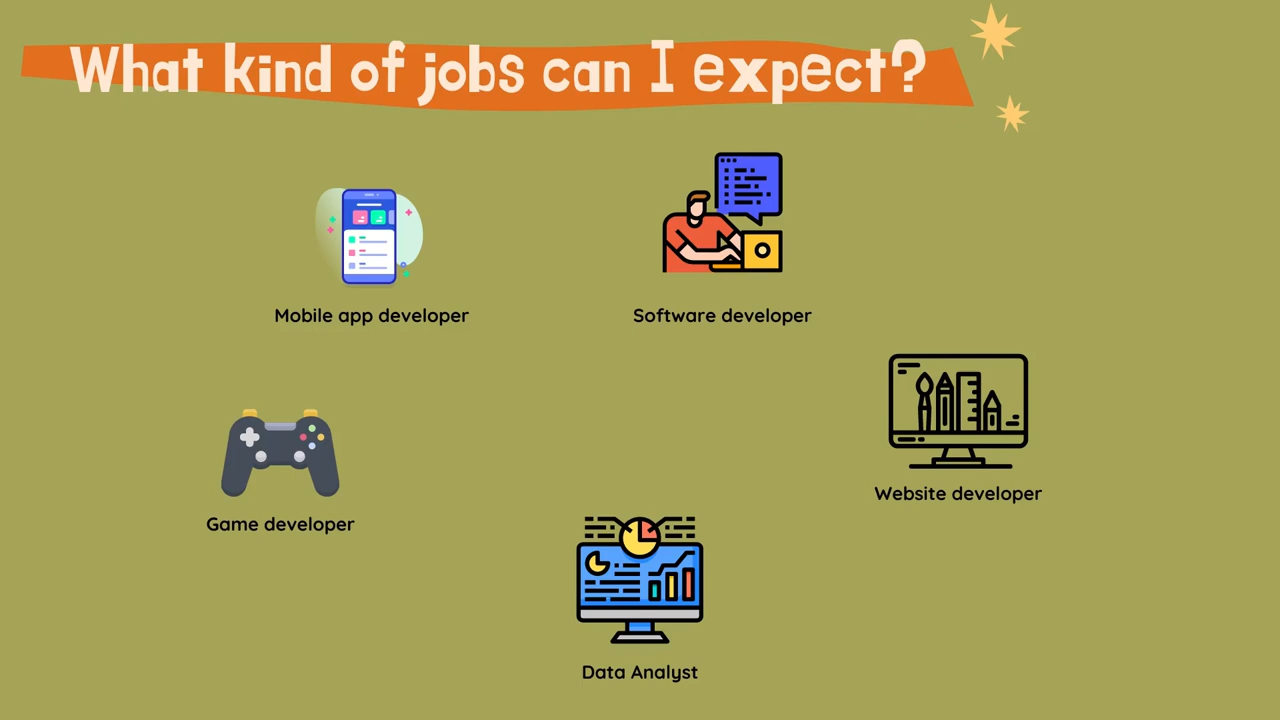 What kind of jobs can I expect?
Mobile app developer
Software developer
Website developer
Game developer
Data Analyst